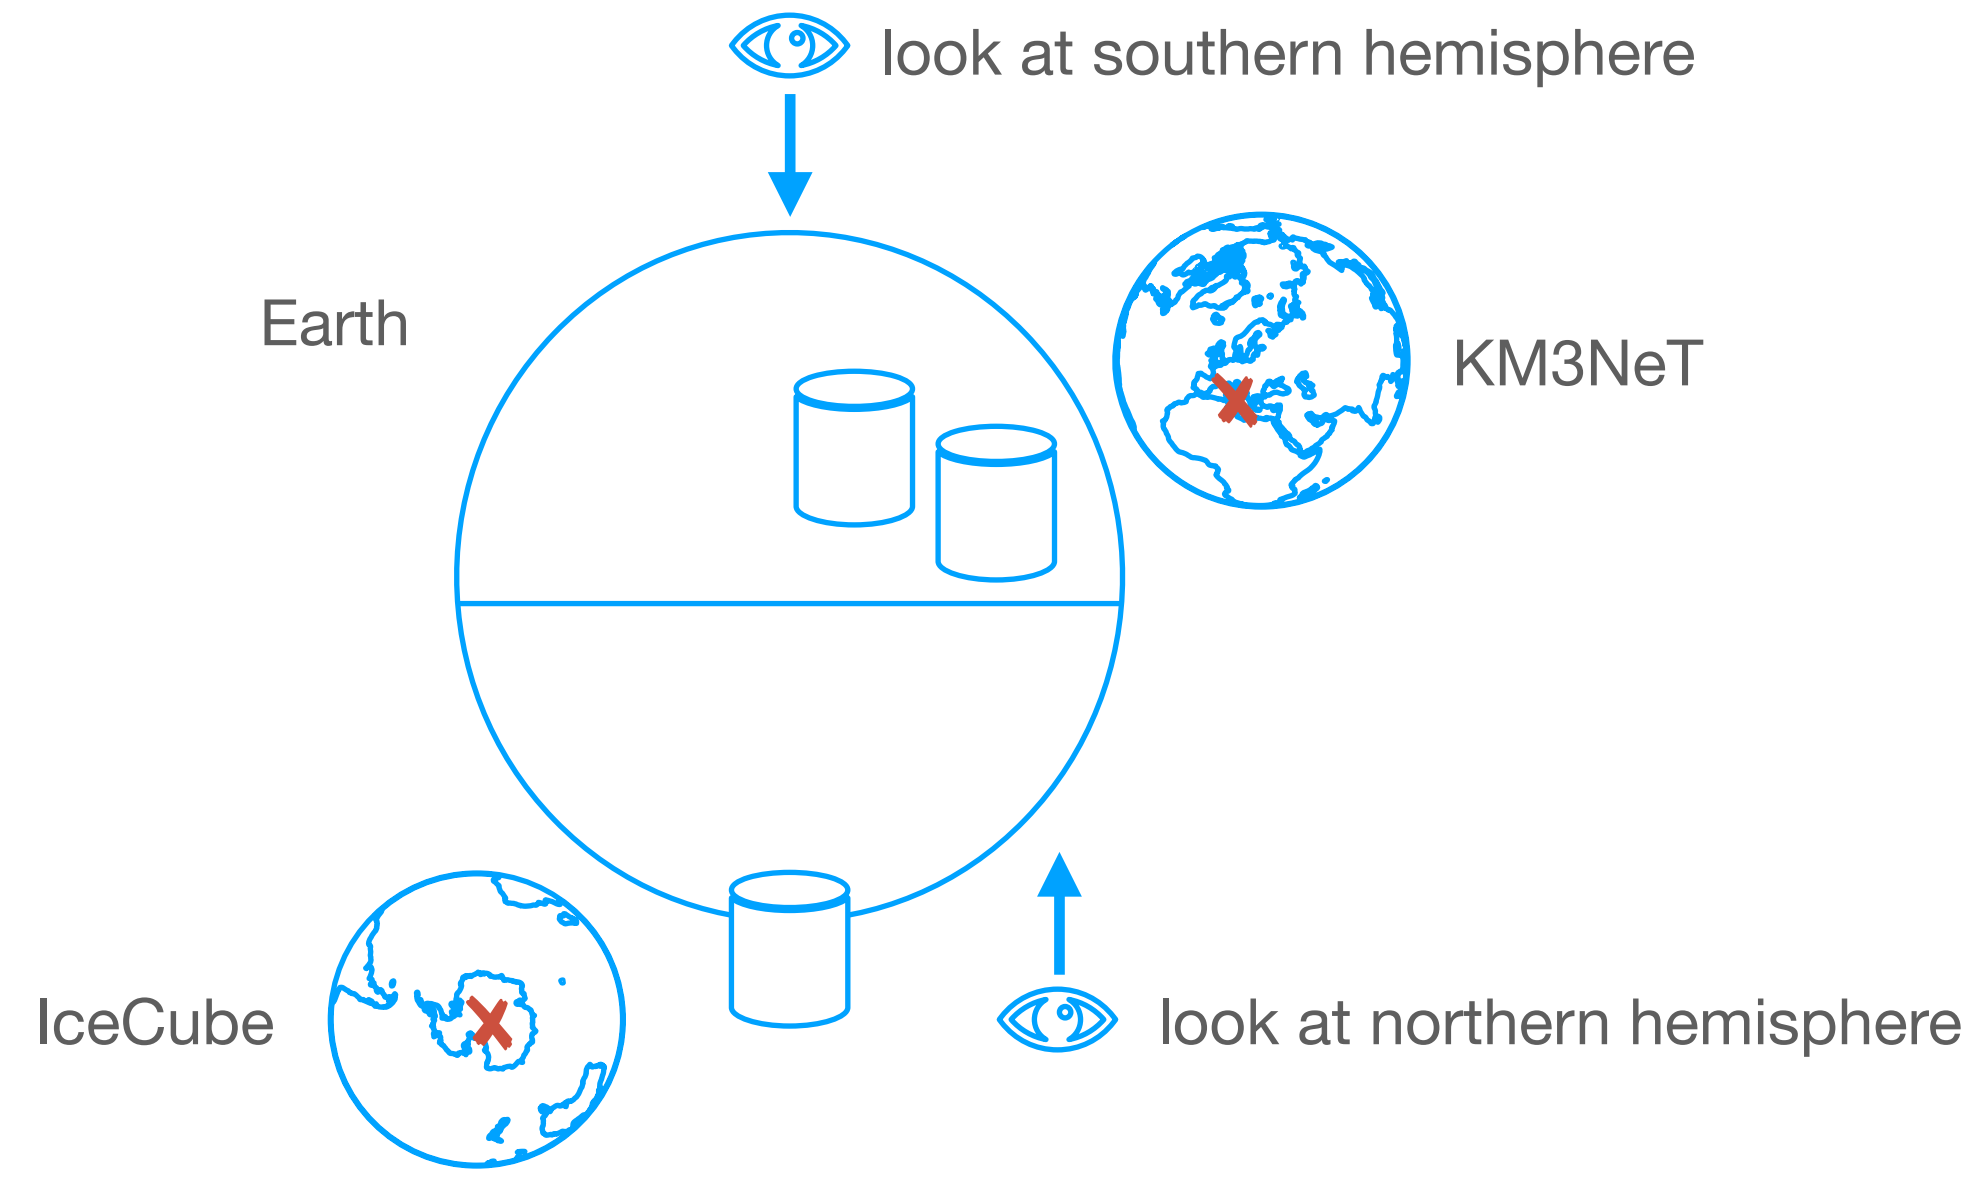 look at southern hemisphere
Earth
KM3NeT
IceCube
look at northern hemisphere